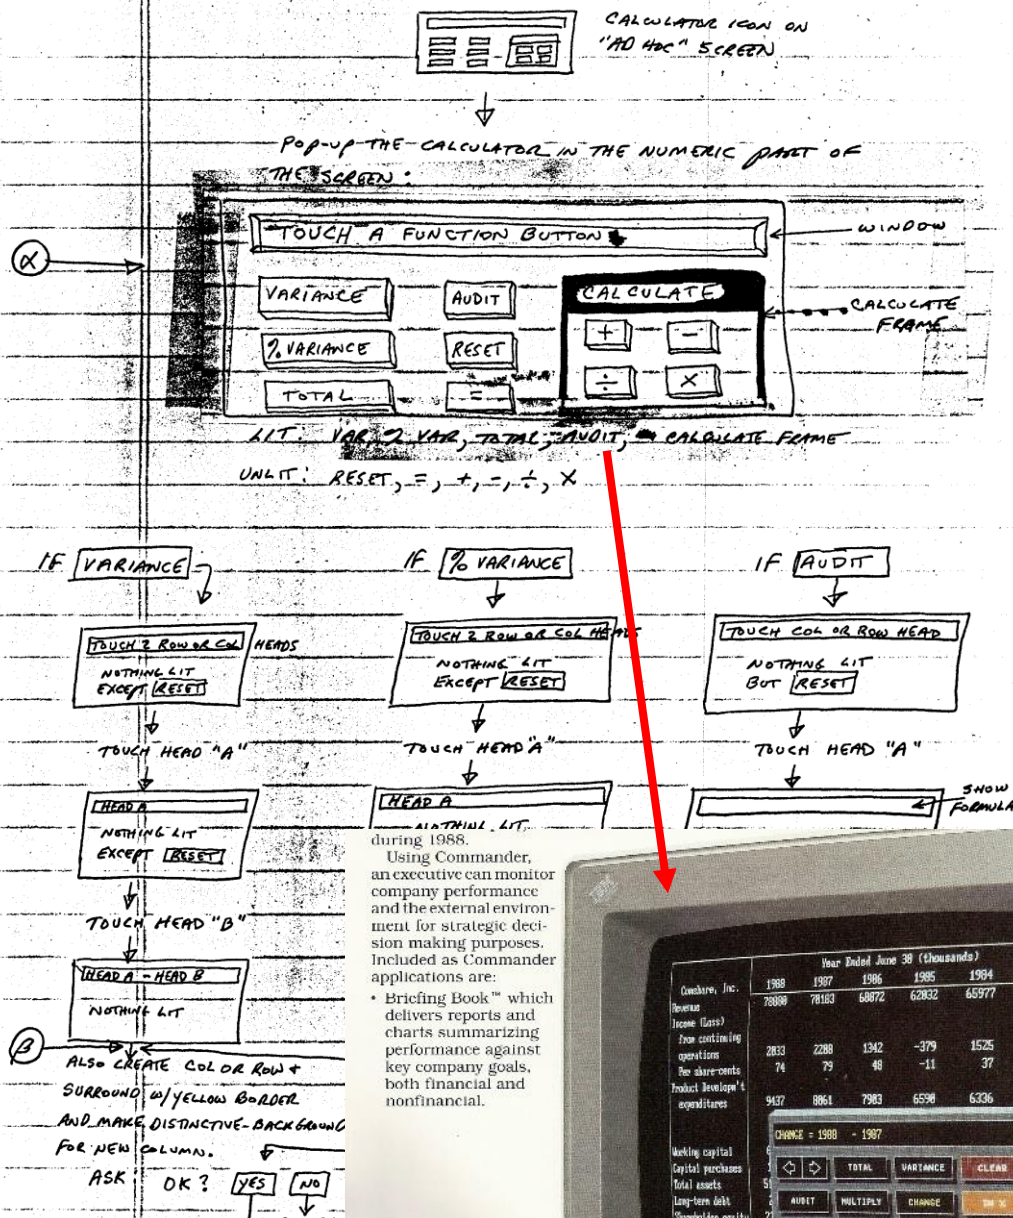 CALCULATOR ICON ON
"AD HOC" SCREEN
POP-UP THE CALCULATOR IN THE NUMERIC PART OF
THE SCREEN:
TOUCH A FUNCTION BUTTON
WINDOW
α
VARIANCE
AUDIT
CALCULATE
CALCULATE
FRAME
+ -
% VARIANCE
RESET
÷ ×
TOTAL
=
LIT: VAR, % VAR, TOTAL, AUDIT, CALCULATE FRAME
UNLIT: RESET, =, +, -, ÷, ×
IF VARIANCE
TOUCH 2 ROW OR COL HEADS
NOTHING LIT
EXCEPT RESET
TOUCH HEAD "A"
HEAD A
NOTHING LIT
EXCEPT RESET
TOUCH HEAD "B"
HEAD A - HEAD B
NOTHING LIT
β
ALSO CREATE COL OR ROW +
SURROUND W/YELLOW BORDER
AND MAKE DISTINCTIVE BACKGROUND
FOR NEW COLUMN.
ASK OK? YES NO
IF % VARIANCE
TOUCH 2 ROW OR COL HEADS
NOTHING LIT
EXCEPT RESET
TOUCH HEAD "A"
HEAD A
NOTHING LIT
IF AUDIT
TOUCH COL OR ROW HEAD
NOTHING LIT
BUT RESET
TOUCH HEAD "A"
SHOW
FORMULA
during 1988.
Using Commander,
an executive can monitor
company performance
and the external environ-
ment for strategic deci-
sion making purposes.
Included as Commander
applications are:
• Briefing Book™ which
delivers reports and
charts summarizing
performance against
key company goals,
both financial and
nonfinancial.
IBM
Year Ended June 30 (thousands)
Comshare, Inc. 1988 1987 1986 1985 1984
Revenue 78880 78183 68872 62032 65977
Income (Loss)
from continuing
operations 2833 2288 1342 -379 1525
Per share-cents 74 79 48 -11 37
Product Developm't
expenditures 9437 8861 7983 6590 6336
CHANGE = 1988 - 1987
Working capital
Capital purchases
Total assets
Long-term debt
Shareholders equity
TOTAL VARIANCE CLEAR
AUDIT MULTIPLY CHANGE